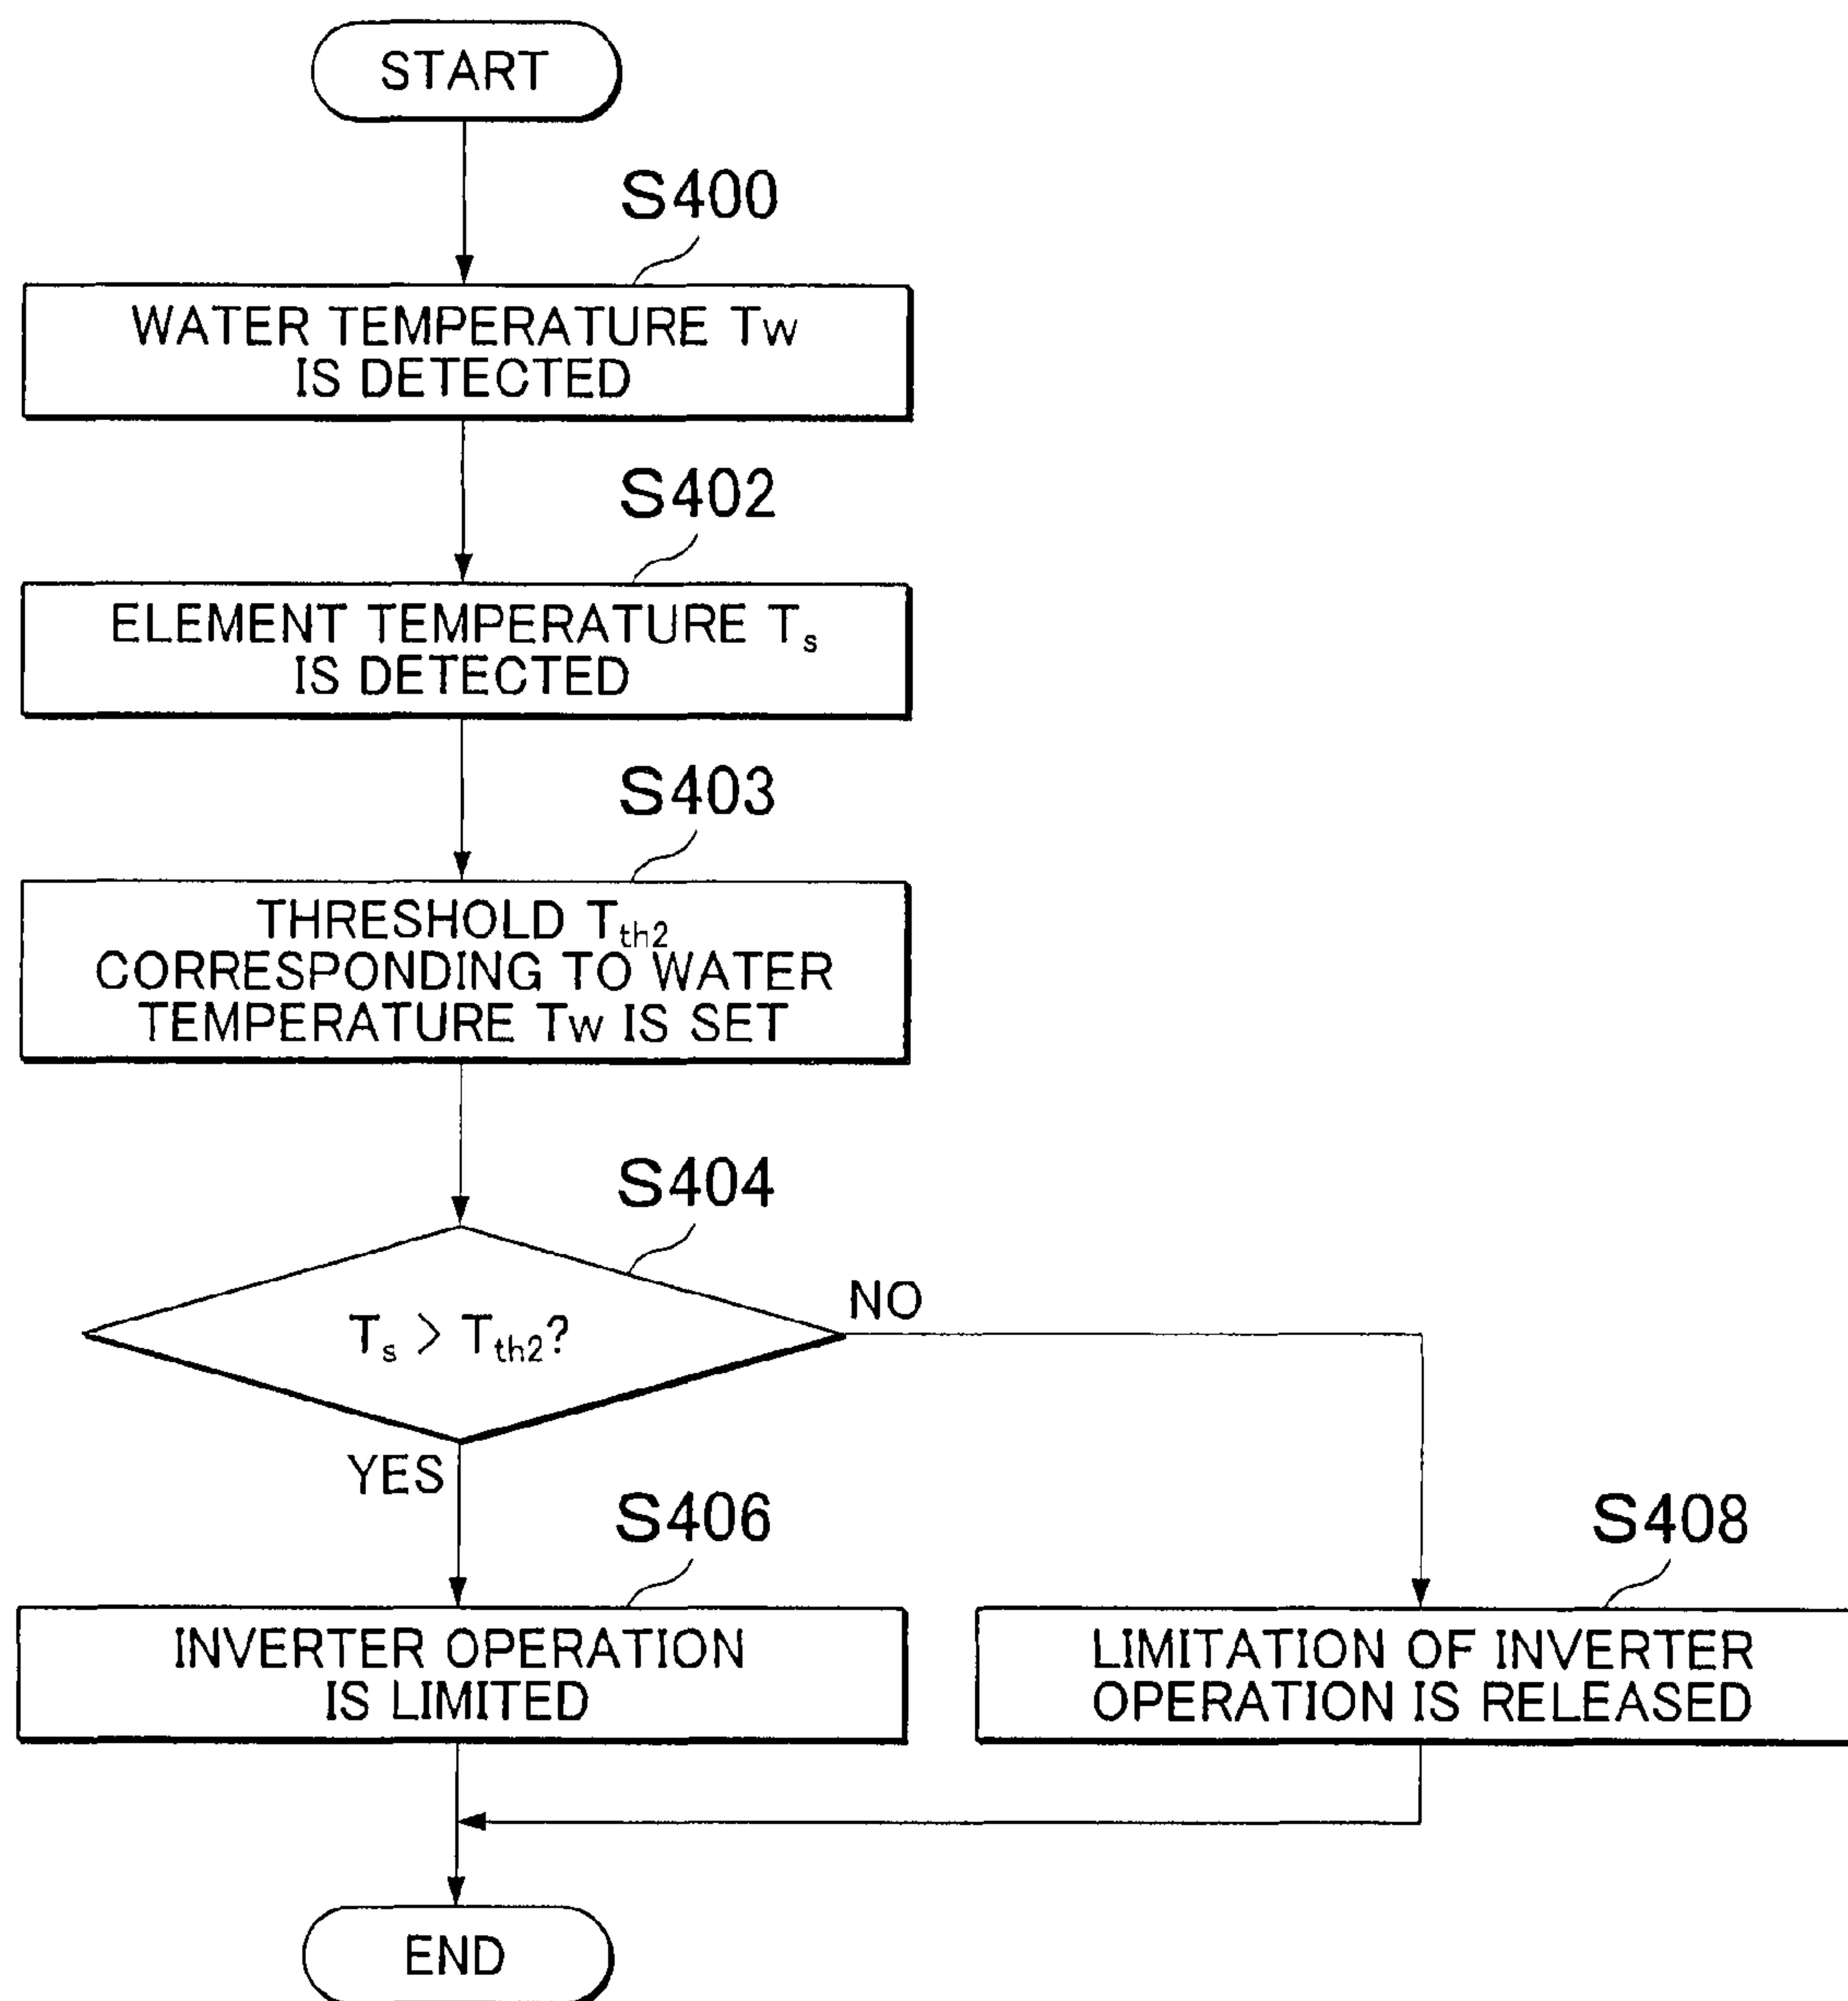 START
S400
WATER TEMPERATURE Tw
IS DETECTED
S402
ELEMENT TEMPERATURE Ts
IS DETECTED
S403
THRESHOLD Tth2
CORRESPONDING TO WATER
TEMPERATURE Tw IS SET
S404
Ts > Tth2?
NO
YES
S406
INVERTER OPERATION
IS LIMITED
S408
LIMITATION OF INVERTER
OPERATION IS RELEASED
END